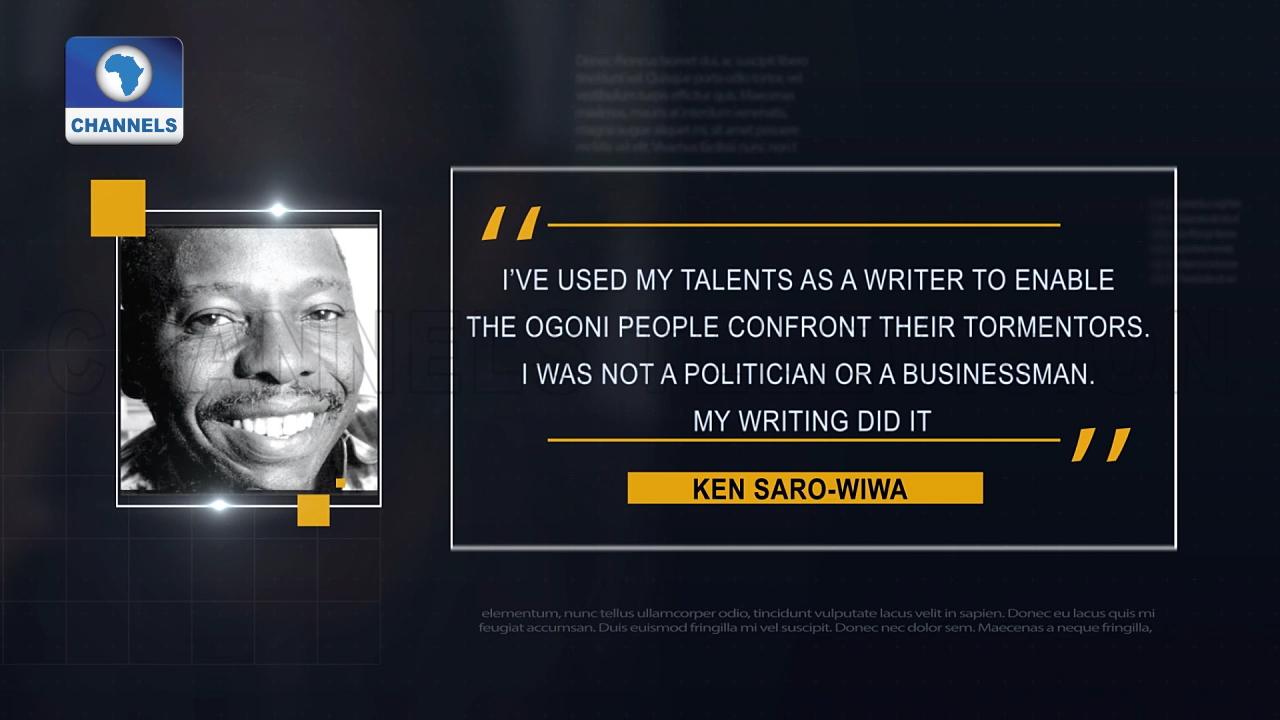 CHANNELS
“
I’VE USED MY TALENTS AS A WRITER TO ENABLE
THE OGONI PEOPLE CONFRONT THEIR TORMENTORS.
I WAS NOT A POLITICIAN OR A BUSINESSMAN.
MY WRITING DID IT
”
KEN SARO-WIWA
elementum, nunc tellus ullamcorper odio, tincidunt vulputate lacus velit in sapien. Donec eu lacus quis mi
feugiat accumsan. Duis euismod fringilla mi vel suscipit. Donec nec dolor sem. Maecenas a neque fringilla,